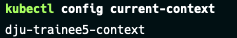 kubectl config current-context
dju-trainee5-context